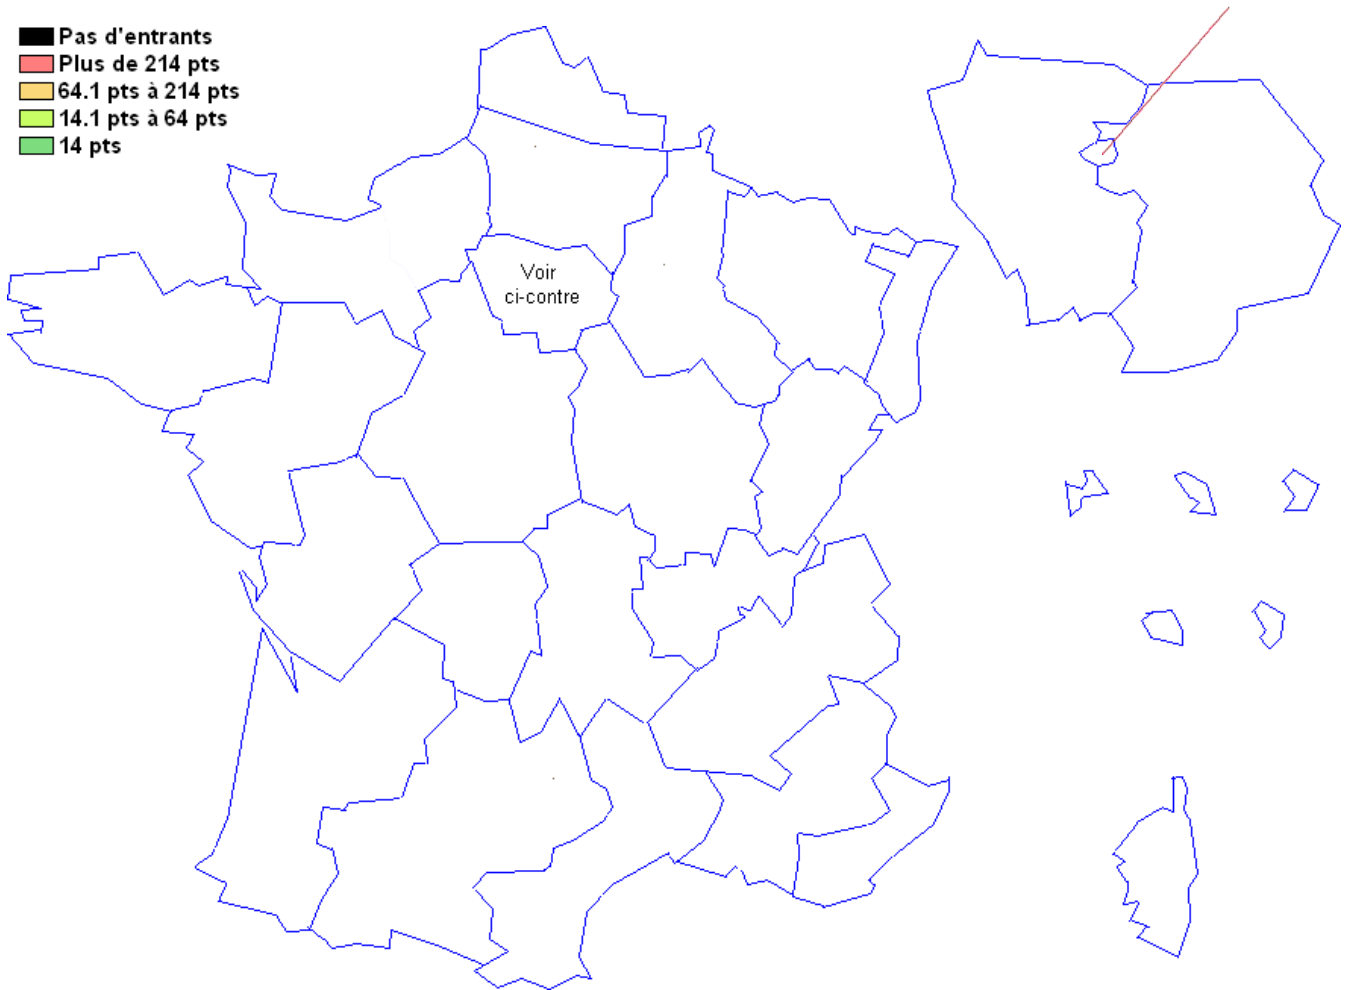 Pas d'entrants
Plus de 214 pts
64.1 pts à 214 pts
14.1 pts à 64 pts
14 pts
Voir
ci-contre